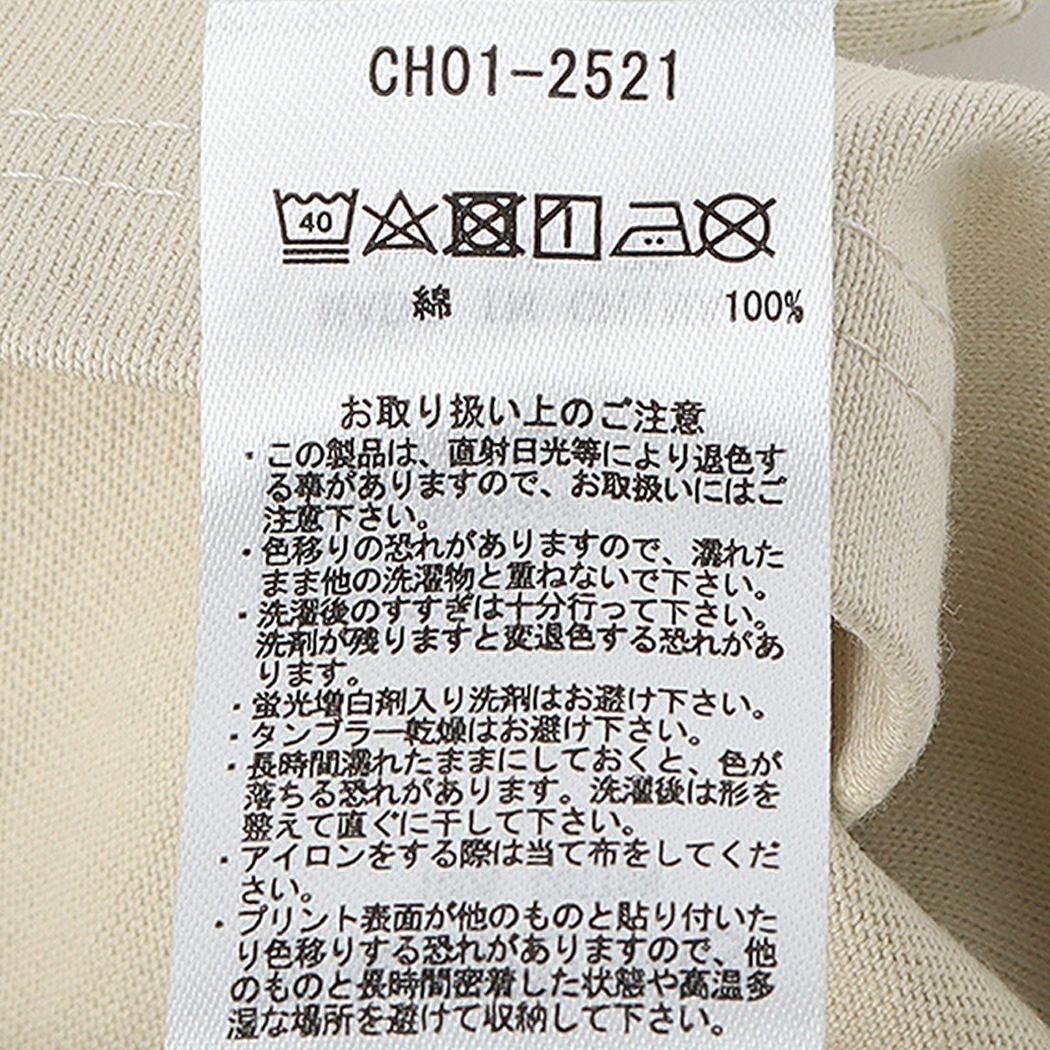 CH01-2521
40
綿 100%
お取り扱い上のご注意
・この製品は、直射日光等により退色す
る事がありますので、お取扱いにはご
注意下さい。
・色移りの恐れがありますので、濡れた
まま他の洗濯物と重ねないで下さい。
・洗濯後のすすぎは十分行って下さい。
洗剤が残りますと変退色する恐れがあ
ります。
・蛍光増白剤入り洗剤はお避け下さい。
・タンブラー乾燥はお避け下さい。
・長時間濡れたままにしておくと、色が
落ちる恐れがあります。洗濯後は形を
整えて直ぐに干して下さい。
・アイロンをする際は当て布をしてくだ
さい。
・プリント表面が他のものと貼り付いた
り色移りする恐れがありますので、他
のものと長時間密着した状態や高温多
湿な場所を避けて収納して下さい。